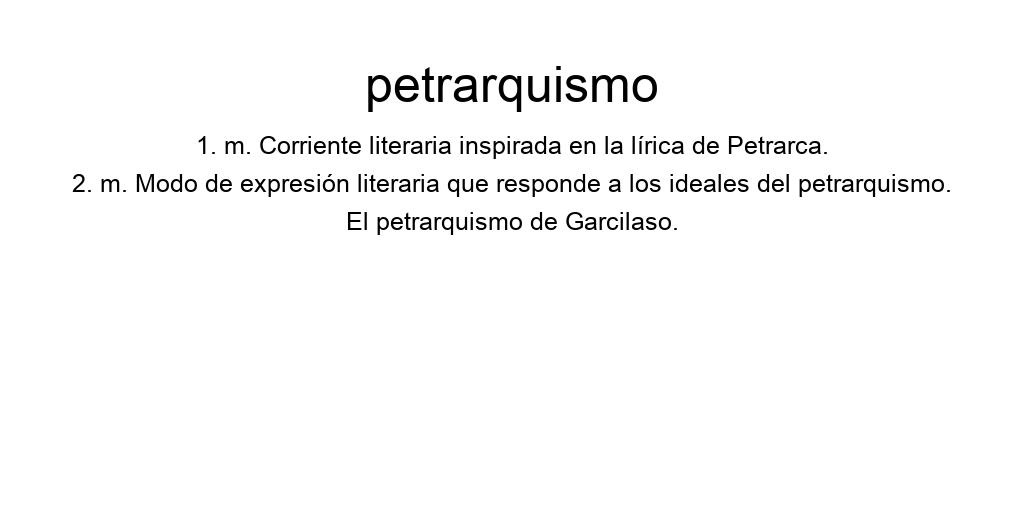 petrarquismo
1. m. Corriente literaria inspirada en la lírica de Petrarca.
2. m. Modo de expresión literaria que responde a los ideales del petrarquismo.
El petrarquismo de Garcilaso.